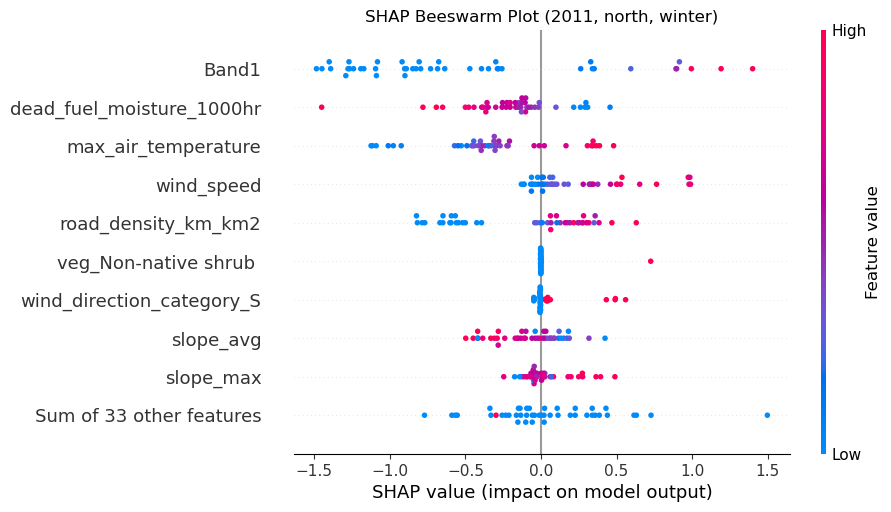 SHAP Beeswarm Plot (2011, north, winter)
High
Band1
dead_fuel_moisture_1000hr
max_air_temperature
wind_speed
road_density_km_km2
veg_Non-native shrub
wind_direction_category_S
slope_avg
slope_max
Sum of 33 other features
Feature value
Low
−1.5 −1.0 −0.5 0.0 0.5 1.0 1.5
SHAP value (impact on model output)